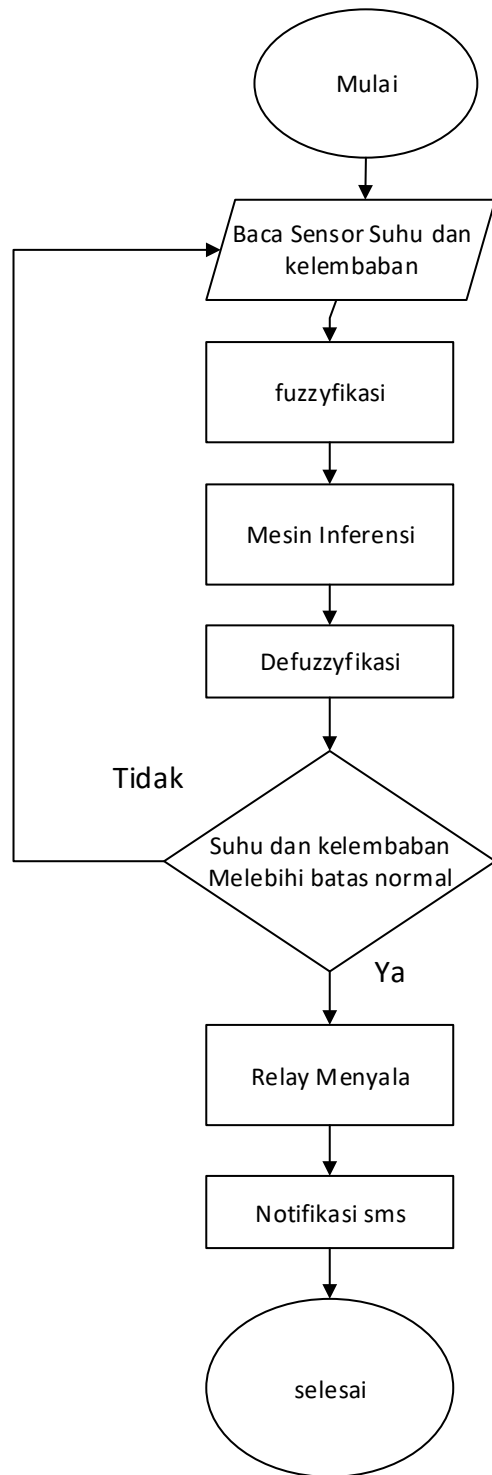 Mulai
Baca Sensor Suhu dan
kelembaban
fuzzyfikasi
Mesin Inferensi
Defuzzyfikasi
Tidak
Suhu dan kelembaban
Melebihi batas normal
Ya
Relay Menyala
Notifikasi sms
selesai